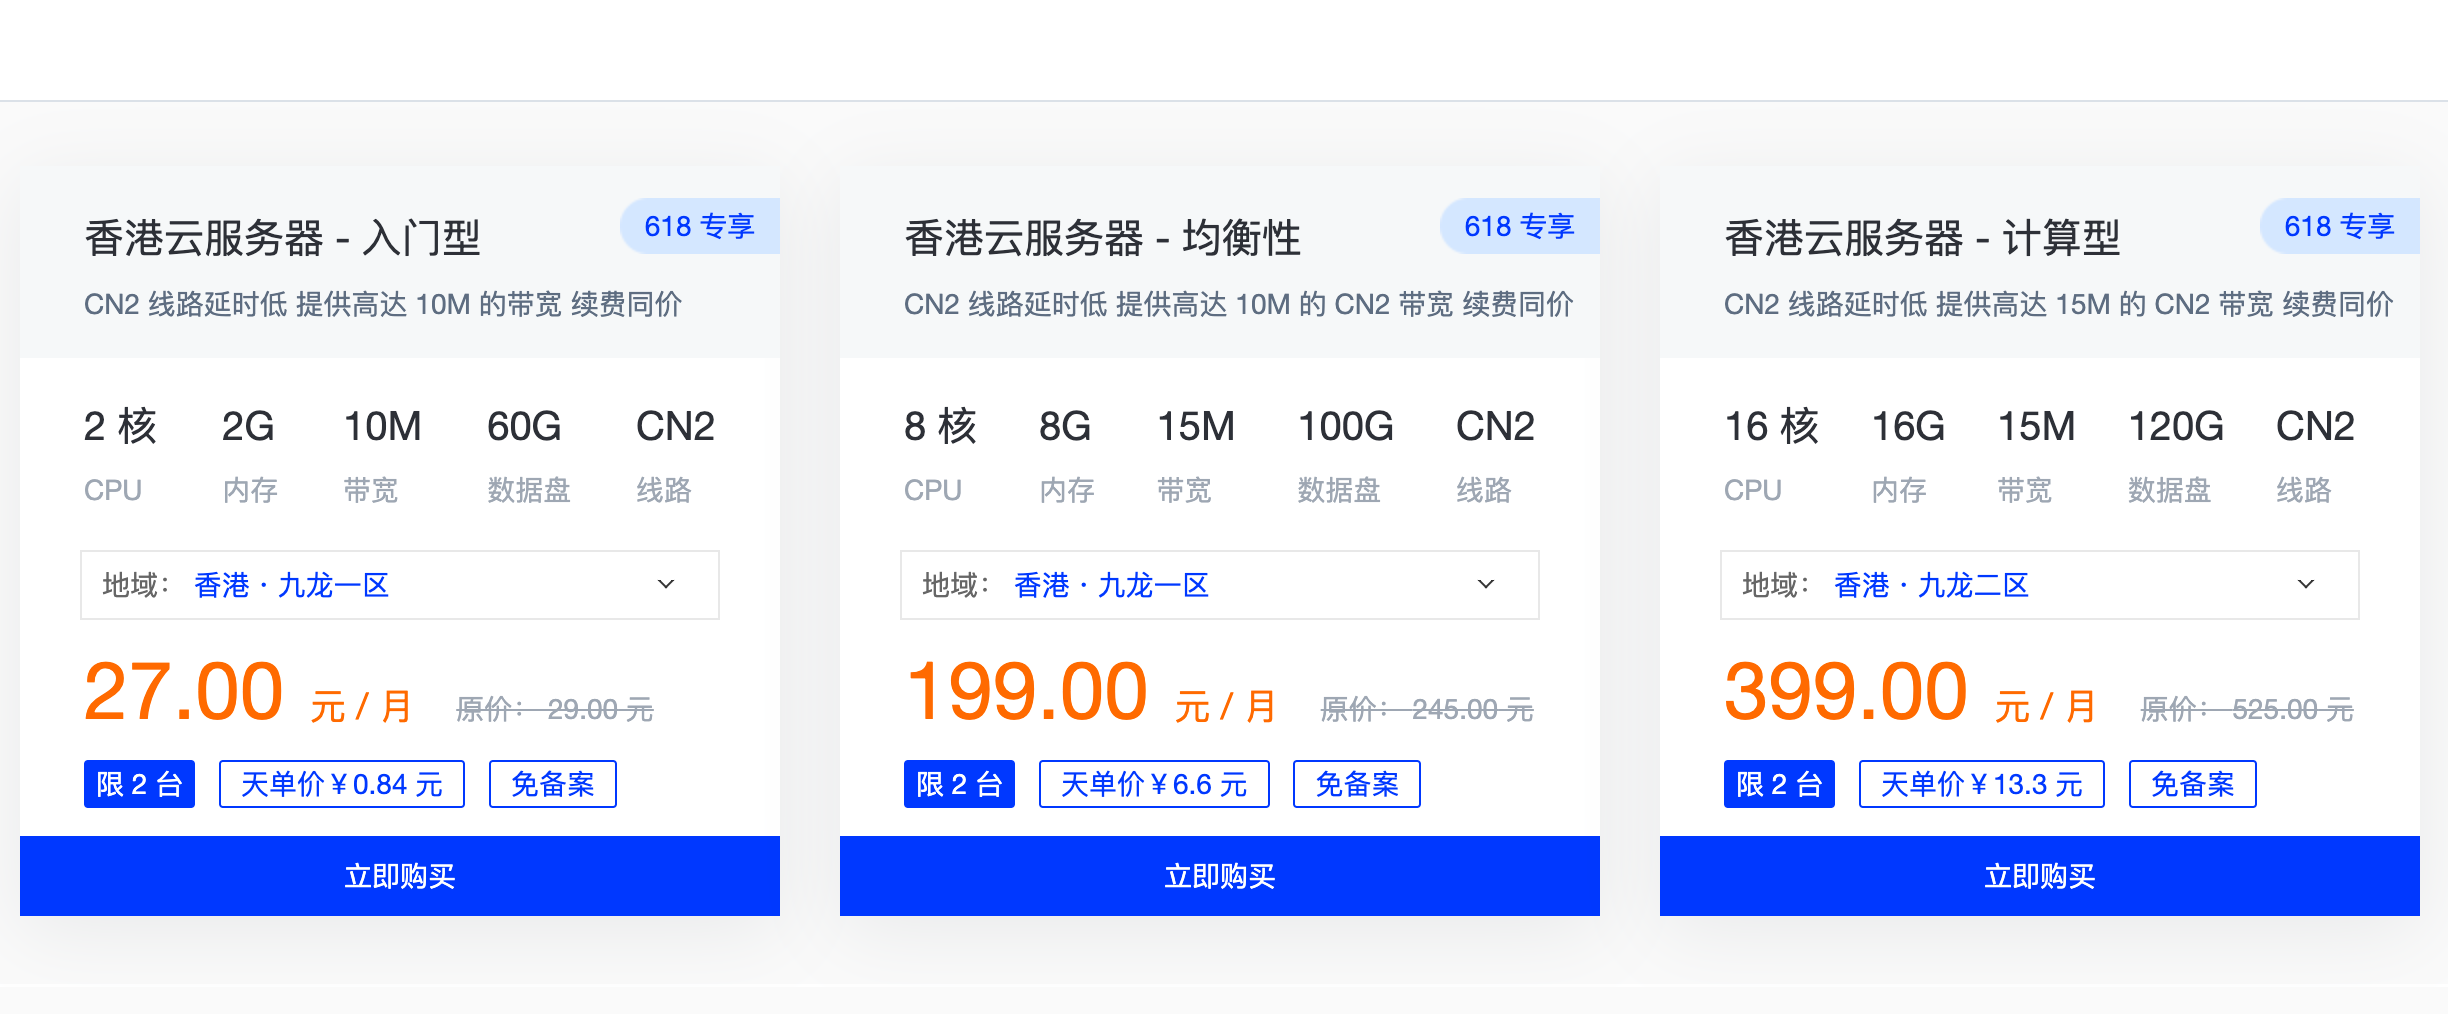 香港云服务器 - 入门型
618 专享
CN2 线路延时低 提供高达 10M 的带宽 续费同价
2 核 2G 10M 60G CN2
CPU 内存 带宽 数据盘 线路
地域： 香港 · 九龙一区
27.00 元 / 月 原价： 29.00 元
限 2 台 天单价 ¥ 0.84 元 免备案
立即购买
香港云服务器 - 均衡性
618 专享
CN2 线路延时低 提供高达 10M 的 CN2 带宽 续费同价
8 核 8G 15M 100G CN2
CPU 内存 带宽 数据盘 线路
地域： 香港 · 九龙一区
199.00 元 / 月 原价： 245.00 元
限 2 台 天单价 ¥ 6.6 元 免备案
立即购买
香港云服务器 - 计算型
618 专享
CN2 线路延时低 提供高达 15M 的 CN2 带宽 续费同价
16 核 16G 15M 120G CN2
CPU 内存 带宽 数据盘 线路
地域： 香港 · 九龙二区
399.00 元 / 月 原价： 525.00 元
限 2 台 天单价 ¥ 13.3 元 免备案
立即购买